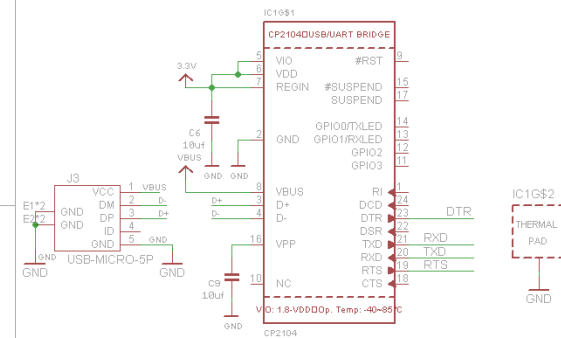 IC1G$1
CP2104 USB/UART BRIDGE
3.3V
5 VIO #RST 9
6 VDD
7 REGIN #SUSPEND 15
SUSPEND 17
C6
10uf
GPIO0/TXLED 14
2 GND GPIO1/RXLED 13
GPIO2 12
GPIO3 11
VBUS
GND GND
J3
VCC 1 VBUS
DM 2 D-
DP 3 D+
ID 4
GND 5 GND
E1*2 GND
E2*2 GND
GND
GND
USB-MICRO-5P
GND
8 VBUS RI 1
D+ 3 D+ DCD 24
D- 4 D- DTR 23 DTR
DSR 22
16 VPP TXD 21 RXD
RXD 20 TXD
RTS 19 RTS
10 NC CTS 18
C9
10uf
GND
VIO: 1.8-VDD Op. Temp: -40~85°C
CP2104
IC1G$2
THERMAL
PAD
GND